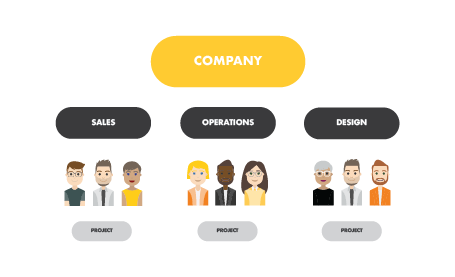 COMPANY
SALES
OPERATIONS
DESIGN
PROJECT
PROJECT
PROJECT